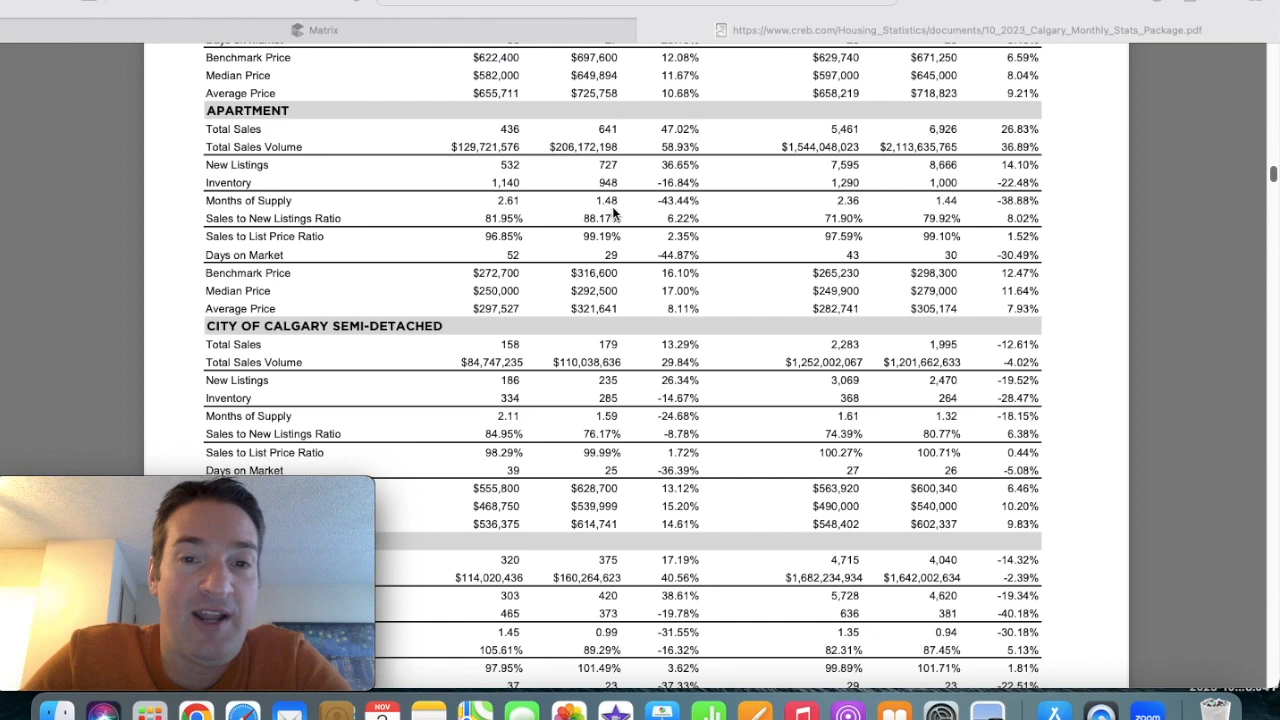 Matrix
https://www.creb.com/Housing_Statistics/documents/10_2023_Calgary_Monthly_Stats_Package.pdf
Benchmark Price $622,400 $697,600 12.08% $629,740 $671,250 6.59%
Median Price $582,000 $649,894 11.67% $597,000 $645,000 8.04%
Average Price $655,711 $725,758 10.68% $658,219 $718,823 9.21%
APARTMENT
Total Sales 436 641 47.02% 5,461 6,926 26.83%
Total Sales Volume $129,721,576 $206,172,198 58.93% $1,544,048,023 $2,113,635,765 36.89%
New Listings 532 727 36.65% 7,595 8,666 14.10%
Inventory 1,140 948 -16.84% 1,290 1,000 -22.48%
Months of Supply 2.61 1.48 -43.44% 2.36 1.44 -38.88%
Sales to New Listings Ratio 81.95% 88.17% 6.22% 71.90% 79.92% 8.02%
Sales to List Price Ratio 96.85% 99.19% 2.35% 97.59% 99.10% 1.52%
Days on Market 52 29 -44.87% 43 30 -30.49%
Benchmark Price $272,700 $316,600 16.10% $265,230 $298,300 12.47%
Median Price $250,000 $292,500 17.00% $249,900 $279,000 11.64%
Average Price $297,527 $321,641 8.11% $282,741 $305,174 7.93%
CITY OF CALGARY SEMI-DETACHED
Total Sales 158 179 13.29% 2,283 1,995 -12.61%
Total Sales Volume $84,747,235 $110,038,636 29.84% $1,252,002,067 $1,201,662,633 -4.02%
New Listings 186 235 26.34% 3,069 2,470 -19.52%
Inventory 334 285 -14.67% 368 264 -28.47%
Months of Supply 2.11 1.59 -24.68% 1.61 1.32 -18.15%
Sales to New Listings Ratio 84.95% 76.17% -8.78% 74.39% 80.77% 6.38%
Sales to List Price Ratio 98.29% 99.99% 1.72% 100.27% 100.71% 0.44%
Days on Market 39 25 -36.39% 27 26 -5.08%
$555,800 $628,700 13.12% $563,920 $600,340 6.46%
$468,750 $539,999 15.20% $490,000 $540,000 10.20%
$536,375 $614,741 14.61% $548,402 $602,337 9.83%
320 375 17.19% 4,715 4,040 -14.32%
$114,020,436 $160,264,623 40.56% $1,682,234,934 $1,642,002,634 -2.39%
303 420 38.61% 5,728 4,620 -19.34%
465 373 -19.78% 636 381 -40.18%
1.45 0.99 -31.55% 1.35 0.94 -30.18%
105.61% 89.29% -16.32% 82.31% 87.45% 5.13%
97.95% 101.49% 3.62% 99.89% 101.71% 1.81%
37 23 -37.33% 29 23 -22.51%
NOV
zoom